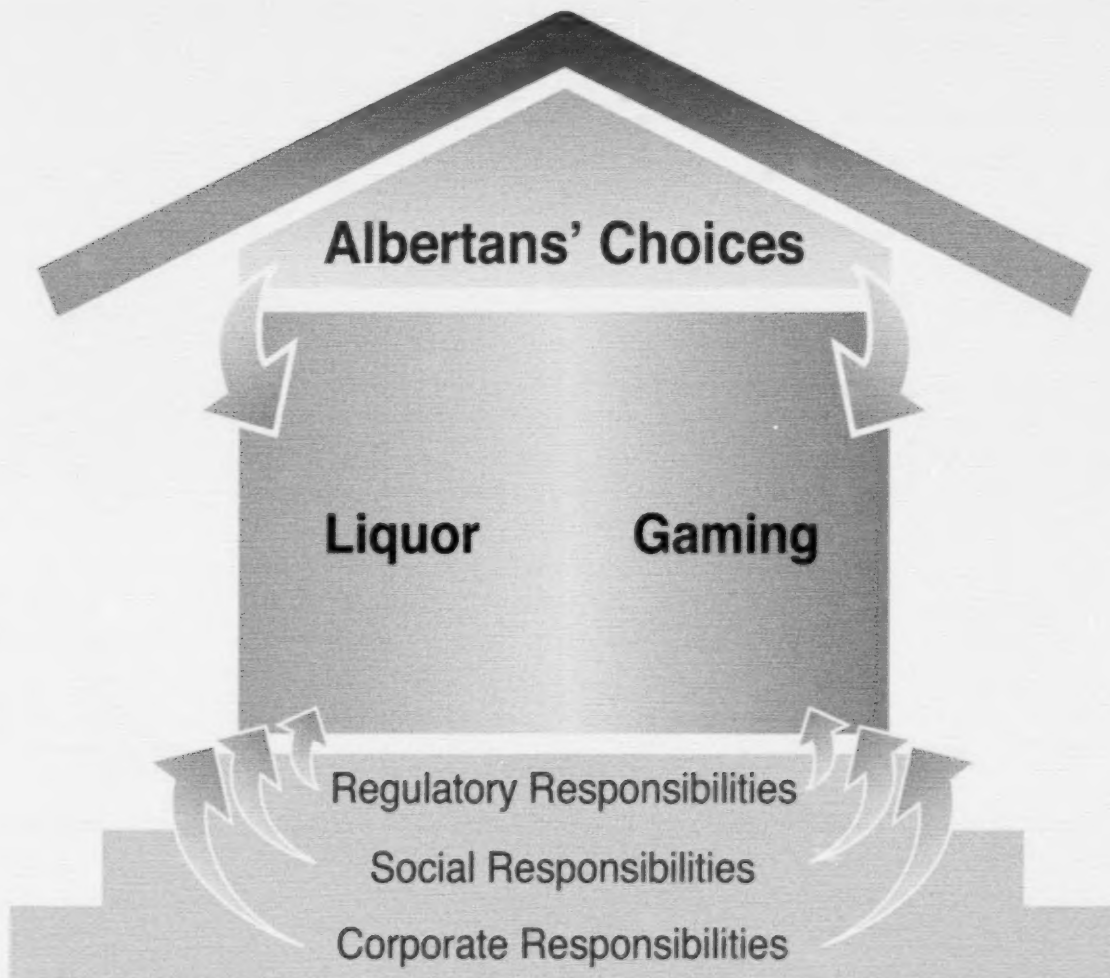 Albertans’ Choices
Liquor Gaming
Regulatory Responsibilities
Social Responsibilities
Corporate Responsibilities